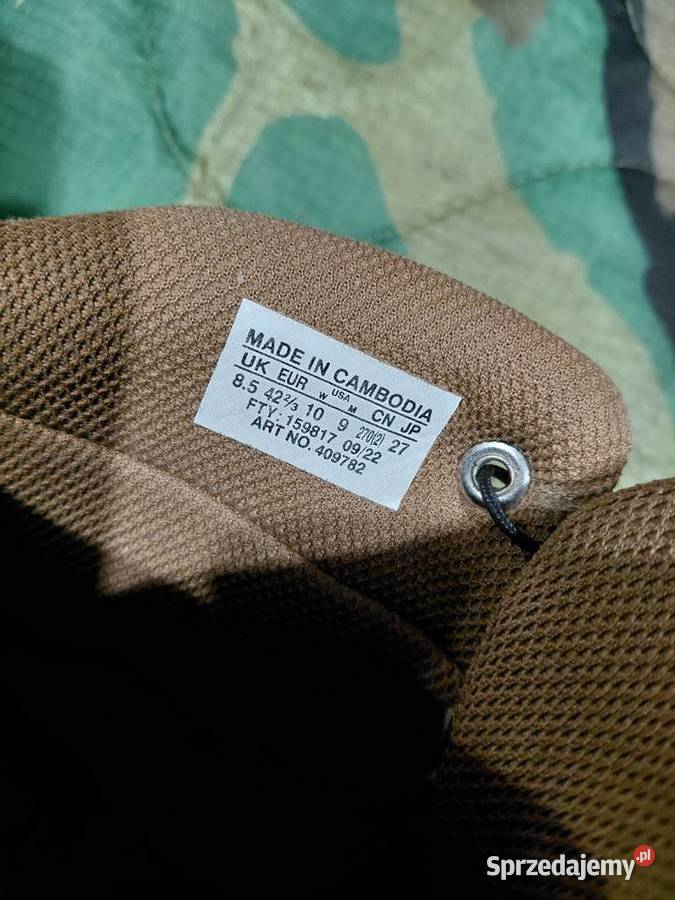 MADE IN CAMBODIA
UK EUR W USA M CN JP
8.5 42⅔ 10 9 270(2) 27
FTY: 159817 09/22
ART NO. 409782
Sprzedajemy.pl